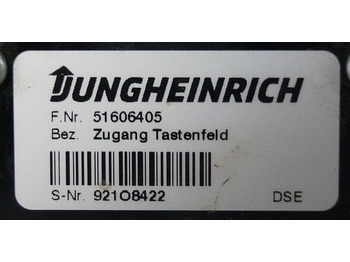 JUNGHEINRICH
F.Nr. 51606405
Bez. Zugang Tastenfeld
S-Nr. 921O8422 DSE